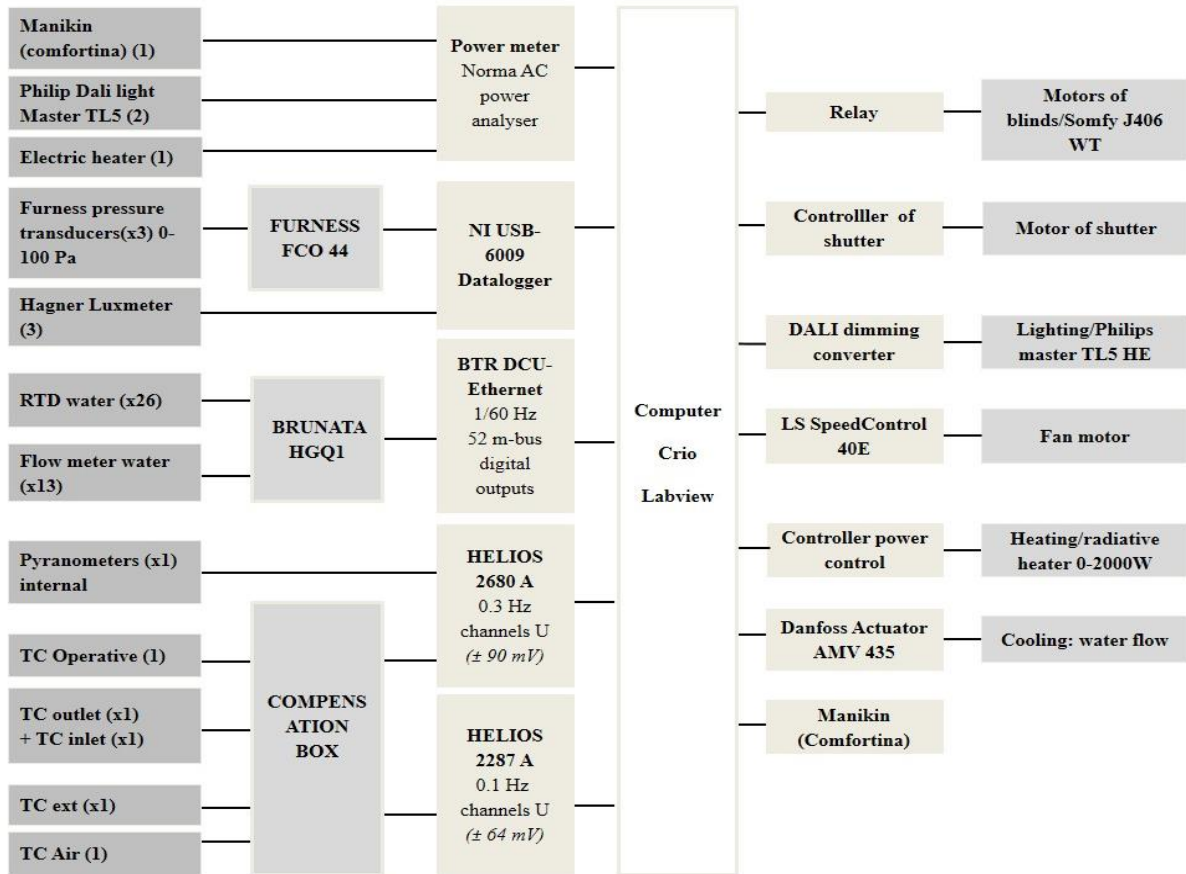 Manikin
(comfortina) (1)
Philip Dali light
Master TL5 (2)
Electric heater (1)
Furness pressure
transducers(x3) 0-
100 Pa
Hagner Luxmeter
(3)
RTD water (x26)
Flow meter water
(x13)
Pyranometers (x1)
internal
TC Operative (1)
TC outlet (x1)
+ TC inlet (x1)
TC ext (x1)
TC Air (1)
FURNESS
FCO 44
BRUNATA
HGQ1
COMPENS
ATION
BOX
Power meter
Norma AC
power
analyser
NI USB-
6009
Datalogger
BTR DCU-
Ethernet
1/60 Hz
52 m-bus
digital
outputs
HELIOS
2680 A
0.3 Hz
channels U
(± 90 mV)
HELIOS
2287 A
0.1 Hz
channels U
(± 64 mV)
Computer
Crio
Labview
Relay
Controlller of
shutter
DALI dimming
converter
LS SpeedControl
40E
Controller power
control
Danfoss Actuator
AMV 435
Manikin
(Comfortina)
Motors of
blinds/Somfy J406
WT
Motor of shutter
Lighting/Philips
master TL5 HE
Fan motor
Heating/radiative
heater 0-2000W
Cooling: water flow